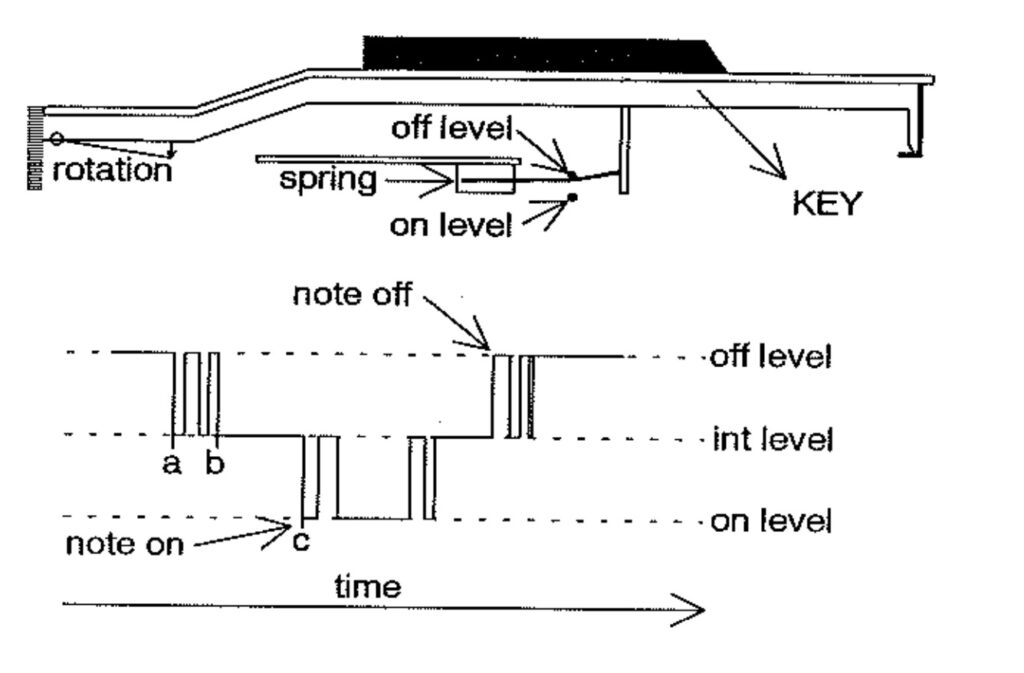 off level
rotation
spring
KEY
on level
note off
off level
int level
a b
on level
note on
c
time